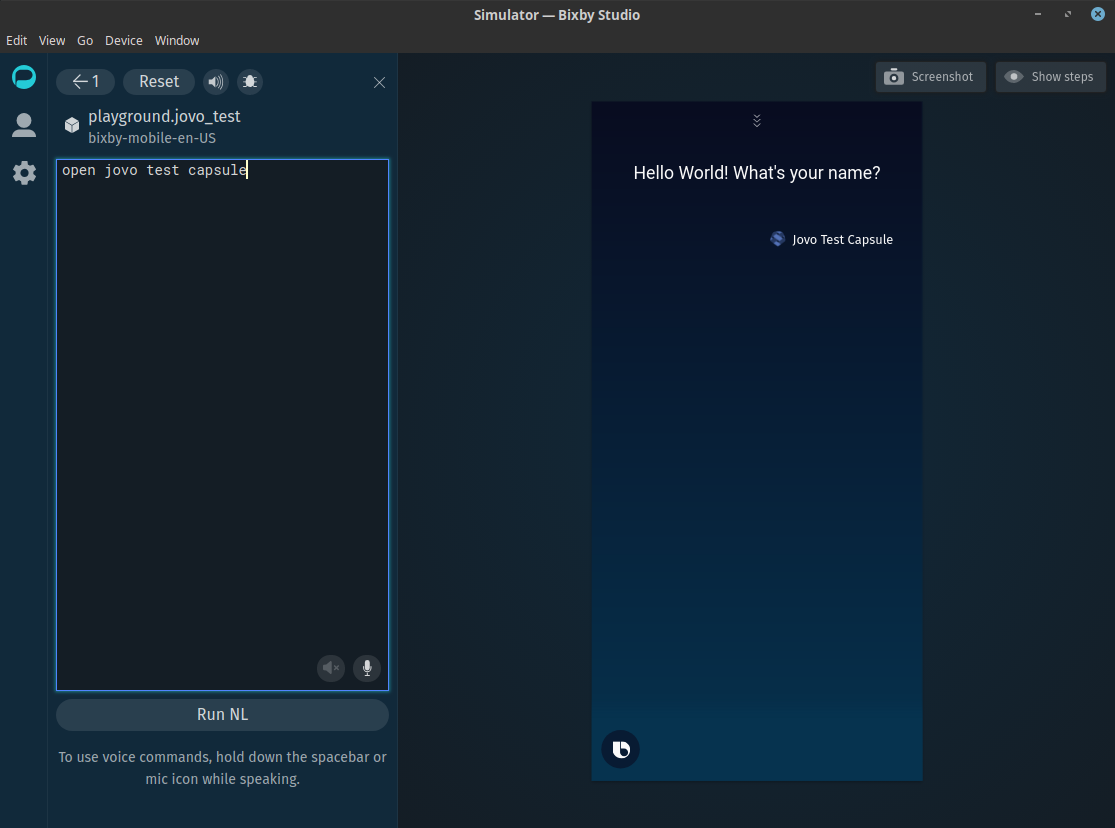 Simulator — Bixby Studio
Edit View Go Device Window
←1 Reset
playground.jovo_test
bixby-mobile-en-US
open jovo test capsule
Run NL
To use voice commands, hold down the spacebar or
mic icon while speaking.
Screenshot Show steps
Hello World! What's your name?
Jovo Test Capsule